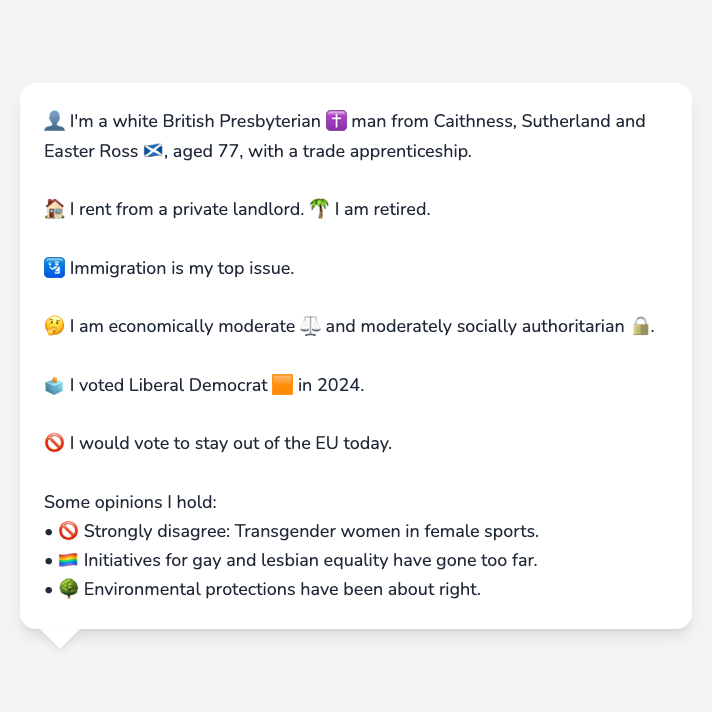 👤 I'm a white British Presbyterian ✝️ man from Caithness, Sutherland and
Easter Ross 🏴󠁧󠁢󠁳󠁣󠁴󠁿, aged 77, with a trade apprenticeship.
🏠 I rent from a private landlord. 🌴 I am retired.
🛂 Immigration is my top issue.
🤔 I am economically moderate ⚖️ and moderately socially authoritarian 🔒.
🗳️ I voted Liberal Democrat 🟧 in 2024.
🚫 I would vote to stay out of the EU today.
Some opinions I hold:
• 🚫 Strongly disagree: Transgender women in female sports.
• 🏳️‍🌈 Initiatives for gay and lesbian equality have gone too far.
• 🌳 Environmental protections have been about right.